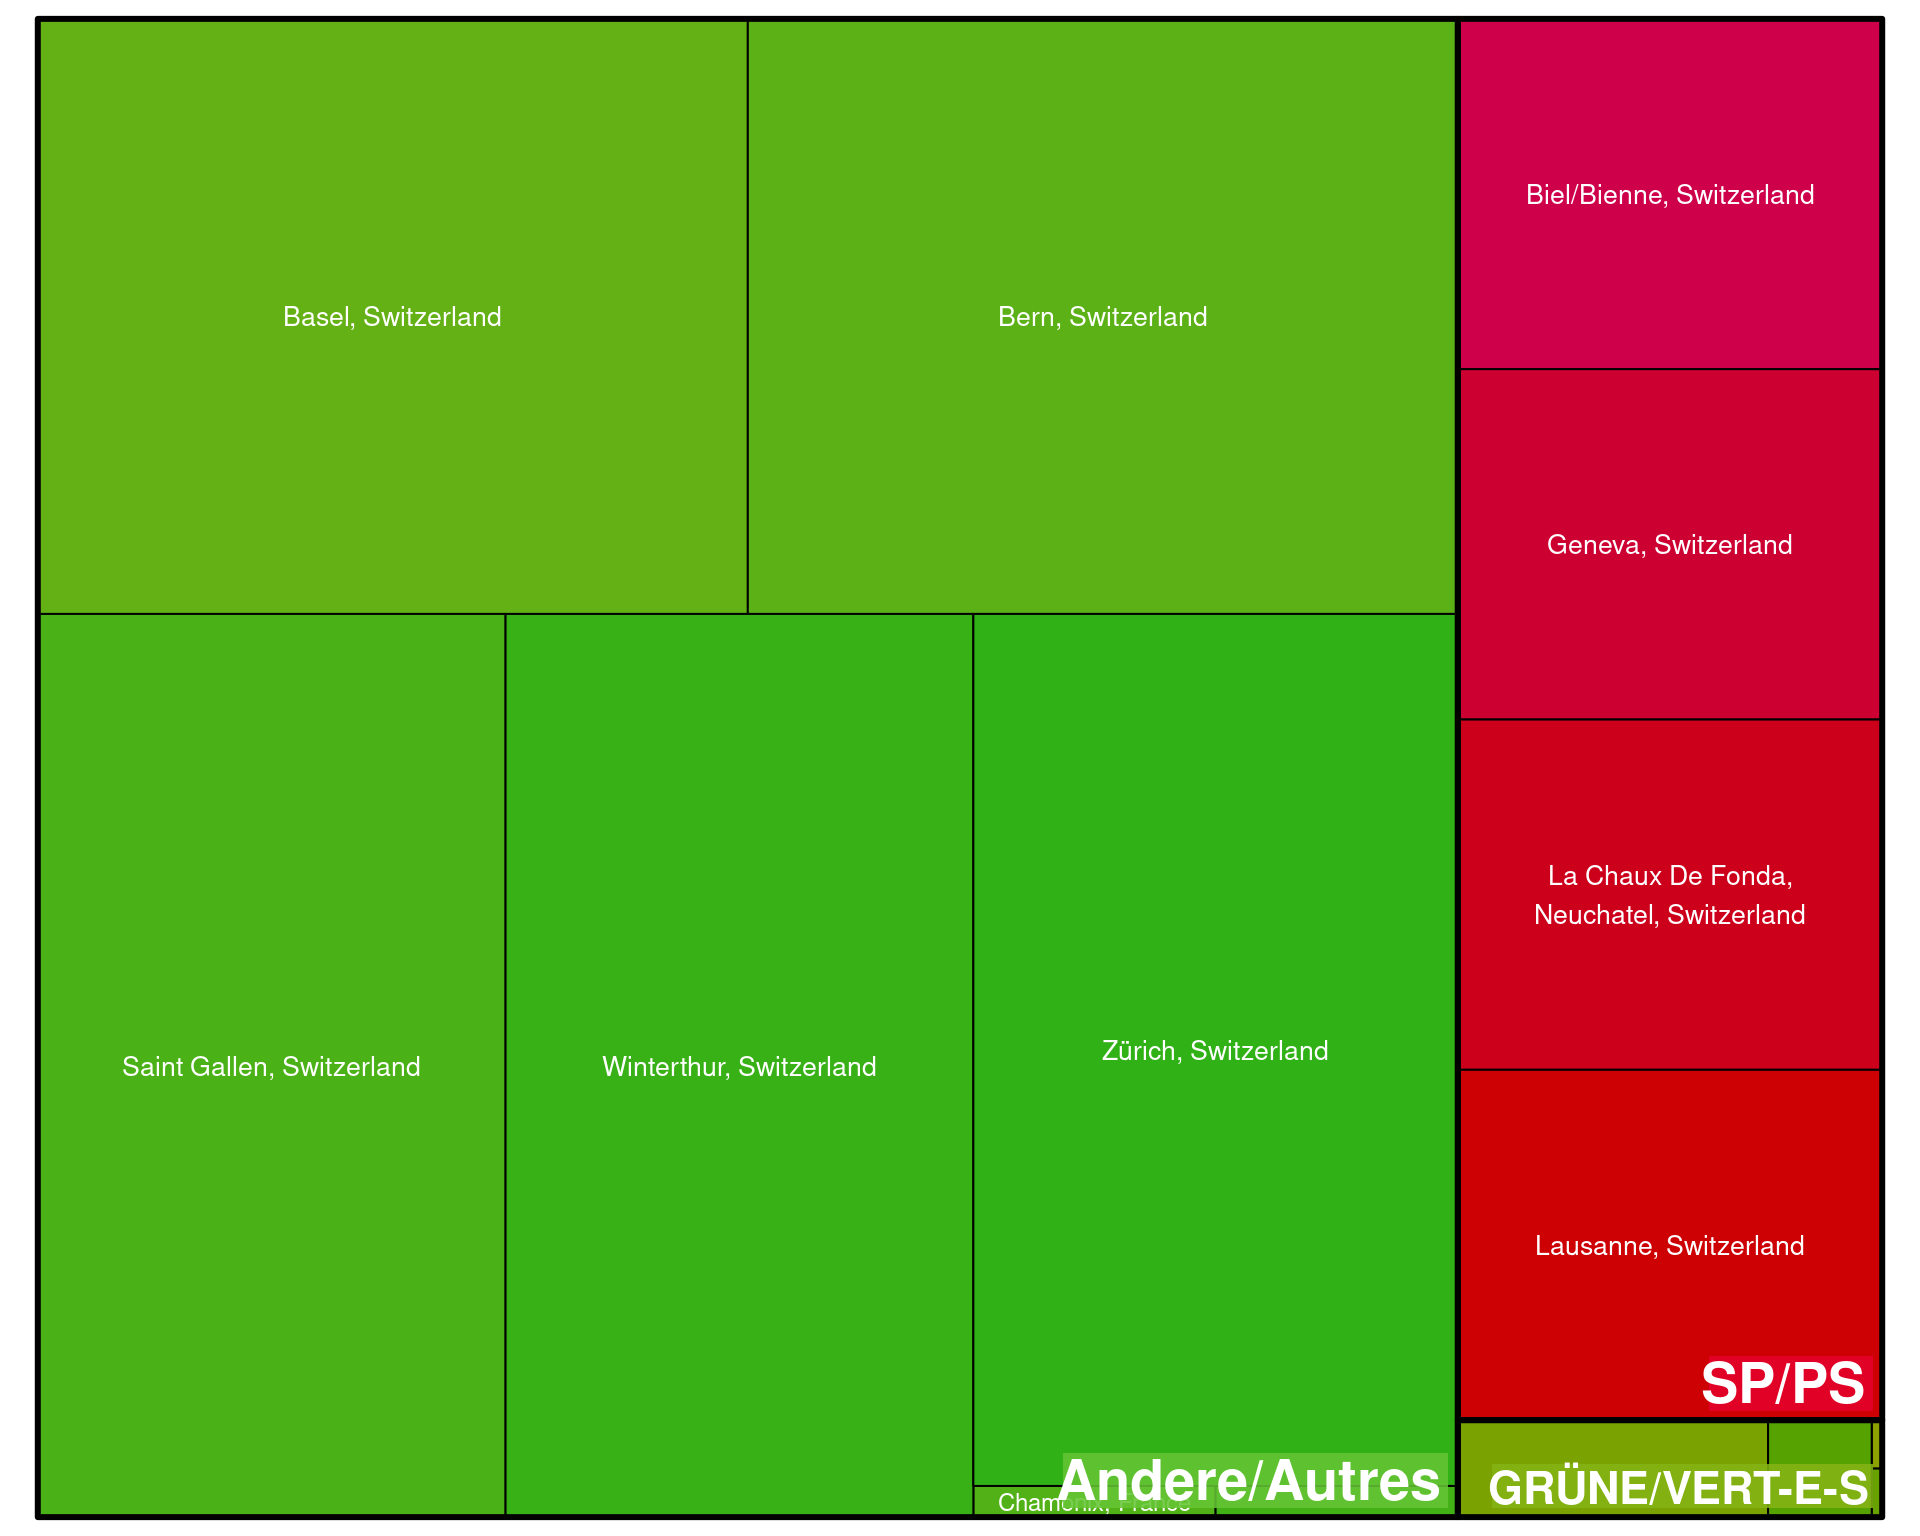 Basel, Switzerland
Bern, Switzerland
Biel/Bienne, Switzerland
Geneva, Switzerland
La Chaux De Fonda,
Neuchatel, Switzerland
Saint Gallen, Switzerland
Winterthur, Switzerland
Zürich, Switzerland
Lausanne, Switzerland
SP/PS
Andere/Autres
Chamonix, France
GRÜNE/VERT-E-S